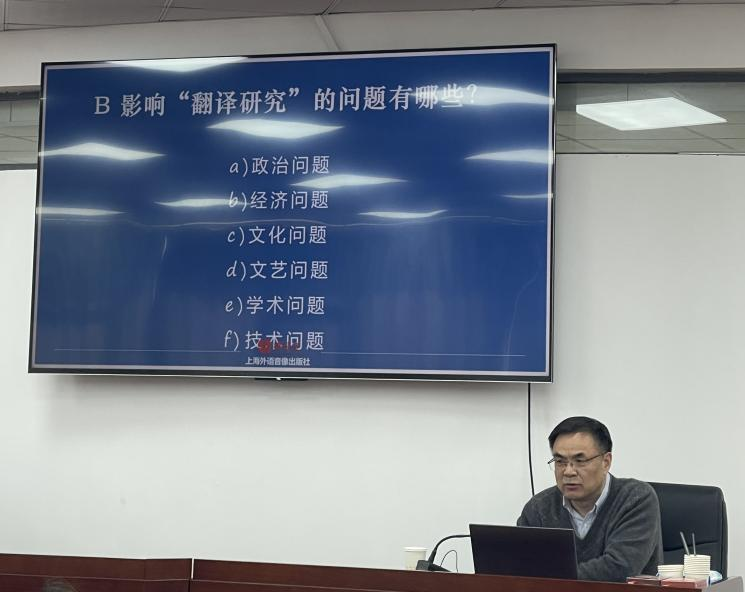 B 影响“翻译研究”的问题有哪些?
a)政治问题
b)经济问题
c)文化问题
d)文艺问题
e)学术问题
f)技术问题
上海外语音像出版社